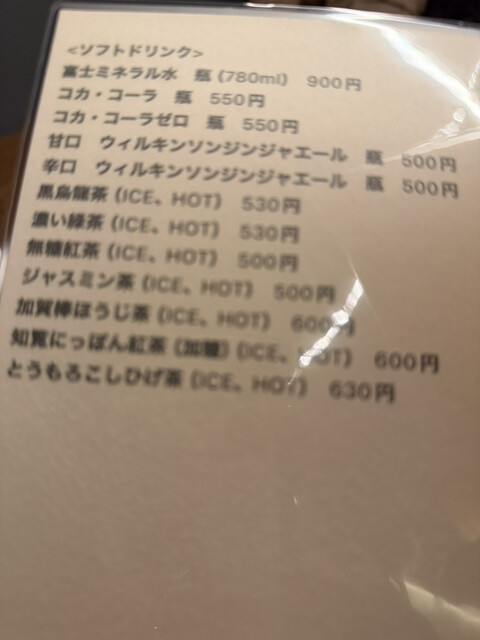 <ソフトドリンク>
富士ミネラル水 瓶 (780ml) 900円
コカ・コーラ 瓶 550円
コカ・コーラゼロ 瓶 550円
甘口 ウィルキンソンジンジャエール 瓶 500円
辛口 ウィルキンソンジンジャエール 瓶 500円
黒烏龍茶 (ICE、HOT) 530円
濃い緑茶 (ICE、HOT) 530円
無糖紅茶 (ICE、HOT) 500円
ジャスミン茶 (ICE、HOT) 500円
加賀棒ほうじ茶 (ICE、HOT) 600円
知覧にっぽん紅茶 (加糖) (ICE、HOT) 600円
とうもろこしひげ茶 (ICE、HOT) 630円